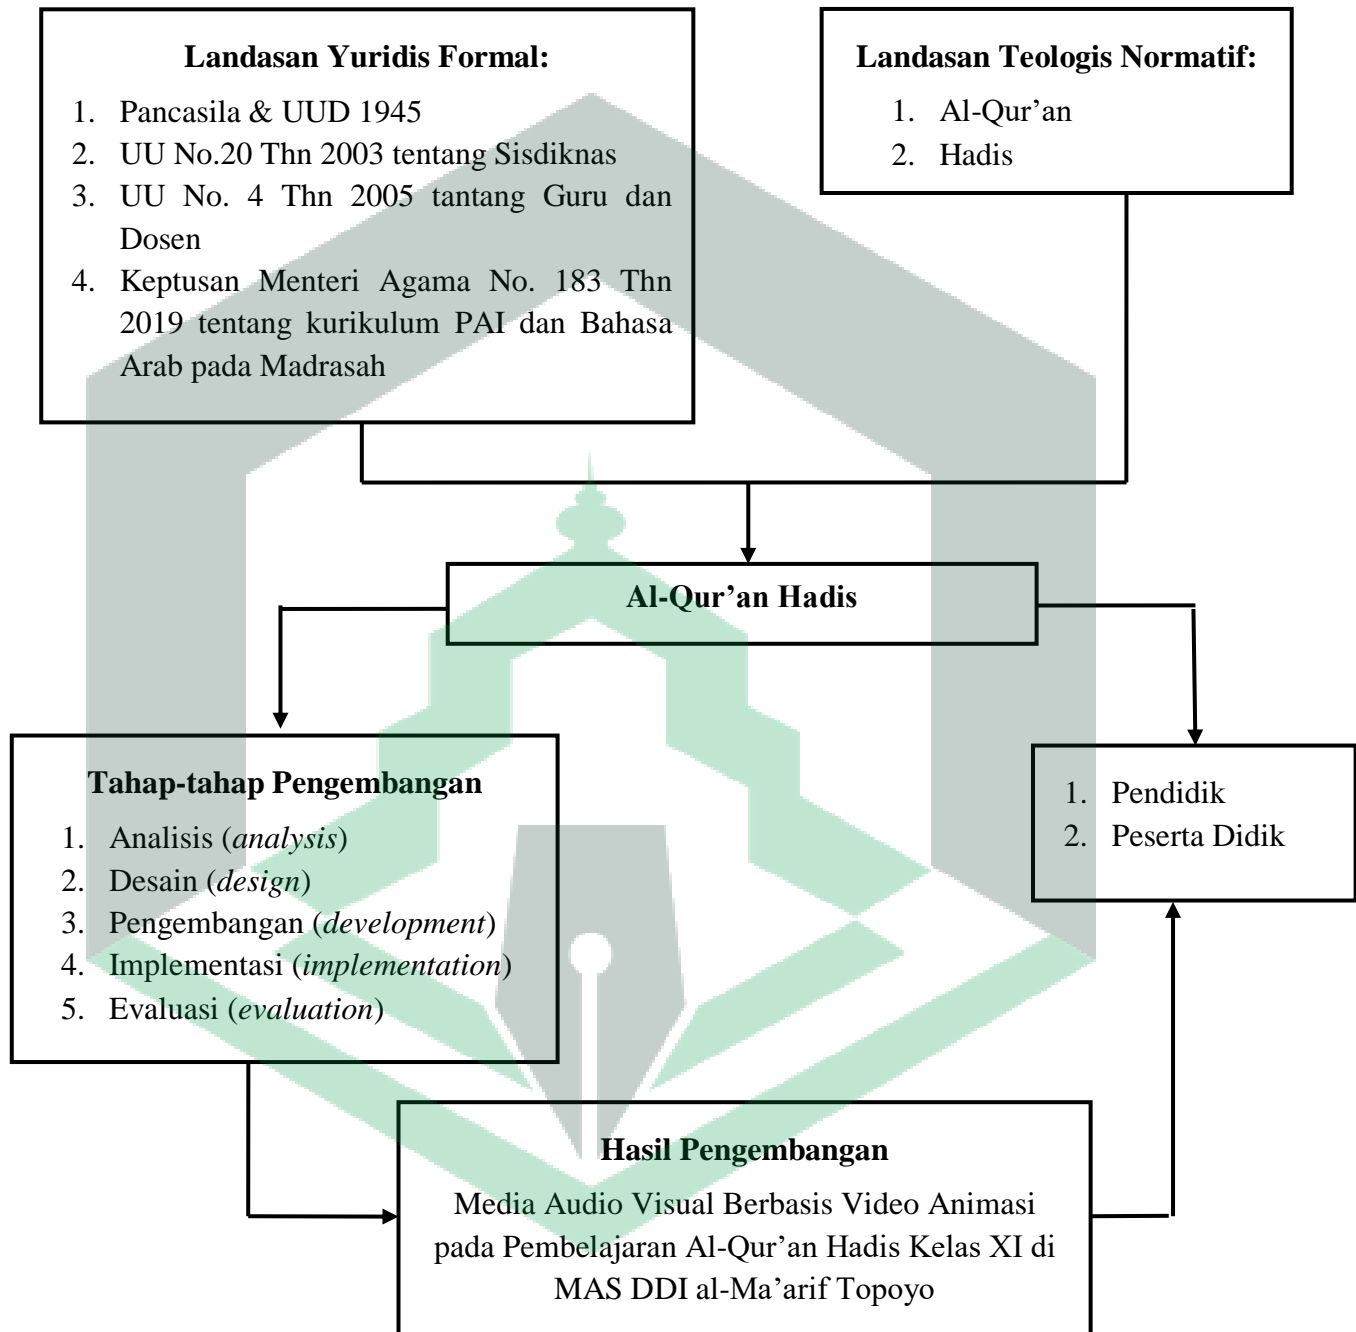 Landasan Yuridis Formal:
1. Pancasila & UUD 1945
2. UU No.20 Thn 2003 tentang Sisdiknas
3. UU No. 4 Thn 2005 tantang Guru dan
Dosen
4. Keptusan Menteri Agama No. 183 Thn
2019 tentang kurikulum PAI dan Bahasa
Arab pada Madrasah
Landasan Teologis Normatif:
1. Al-Qur’an
2. Hadis
Al-Qur’an Hadis
Tahap-tahap Pengembangan
1. Analisis (analysis)
2. Desain (design)
3. Pengembangan (development)
4. Implementasi (implementation)
5. Evaluasi (evaluation)
1. Pendidik
2. Peserta Didik
Hasil Pengembangan
Media Audio Visual Berbasis Video Animasi
pada Pembelajaran Al-Qur’an Hadis Kelas XI di
MAS DDI al-Ma’arif Topoyo